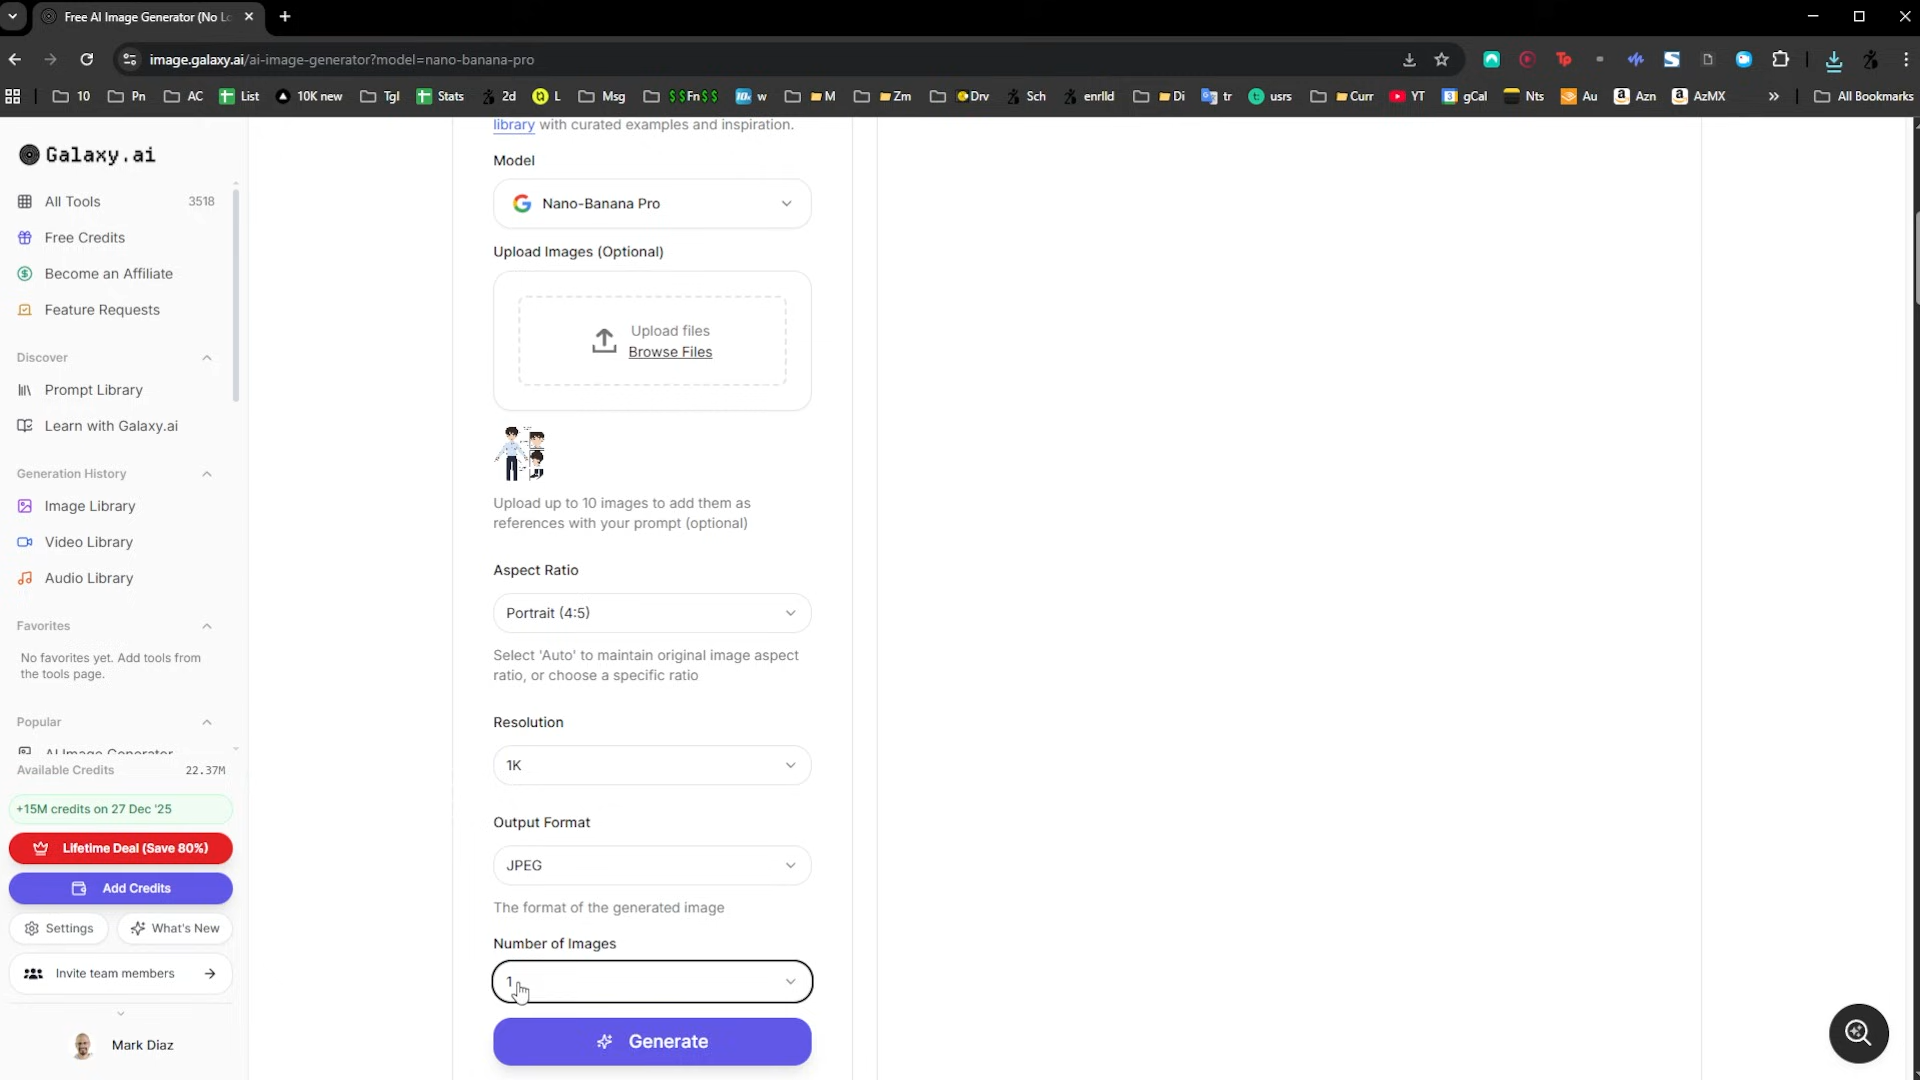 Free AI Image Generator (No Lo
image.galaxy.ai/ai-image-generator?model=nano-banana-pro
10 Pn AC List 10K new Tgl Stats 2d L Msg $$Fn$$ w M Zm Drv Sch enrlld Di tr usrs Curr YT gCal Nts Au Azn AzMX » All Bookmarks
Galaxy.ai
All Tools 3518
Free Credits
Become an Affiliate
Feature Requests
Discover
Prompt Library
Learn with Galaxy.ai
Generation History
Image Library
Video Library
Audio Library
Favorites
No favorites yet. Add tools from
the tools page.
Popular
AI Image Generator
Available Credits 22.37M
+15M credits on 27 Dec '25
Lifetime Deal (Save 80%)
Add Credits
Settings
What's New
Invite team members
Mark Diaz
library with curated examples and inspiration.
Model
Nano-Banana Pro
Upload Images (Optional)
Upload files
Browse Files
Upload up to 10 images to add them as
references with your prompt (optional)
Aspect Ratio
Portrait (4:5)
Select 'Auto' to maintain original image aspect
ratio, or choose a specific ratio
Resolution
1K
Output Format
JPEG
The format of the generated image
Number of Images
1
Generate